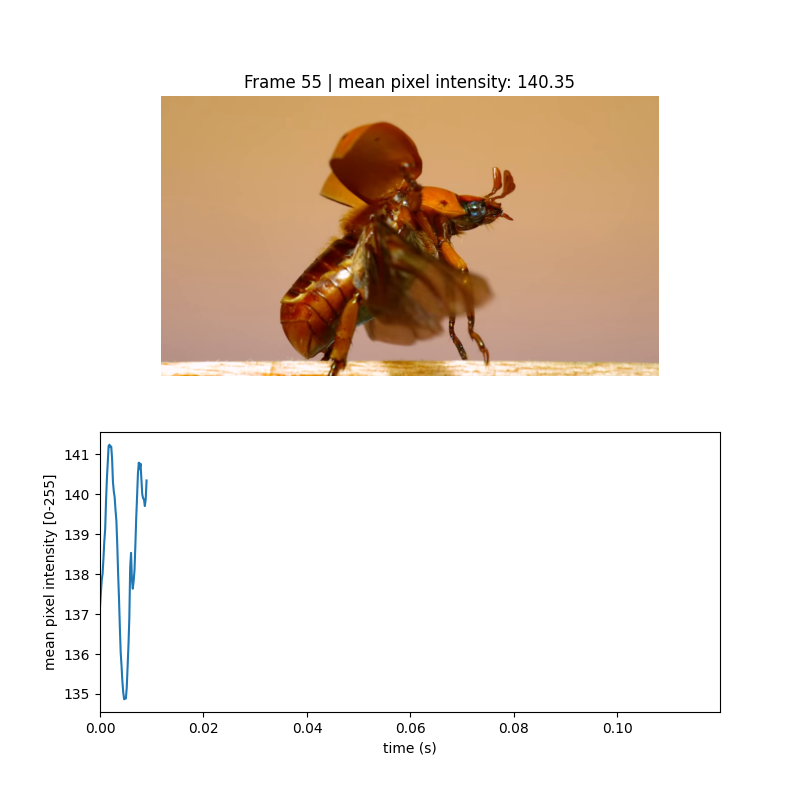 Frame 55 | mean pixel intensity: 140.35
141
140
139
138
137
136
135
mean pixel intensity [0-255]
0.00 0.02 0.04 0.06 0.08 0.10
time (s)